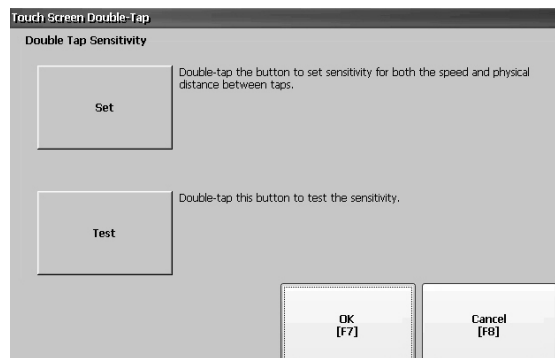 Touch Screen Double-Tap
Double Tap Sensitivity
Set
Double-tap the button to set sensitivity for both the speed and physical
distance between taps.
Test
Double-tap this button to test the sensitivity.
OK
[F7]
Cancel
[F8]